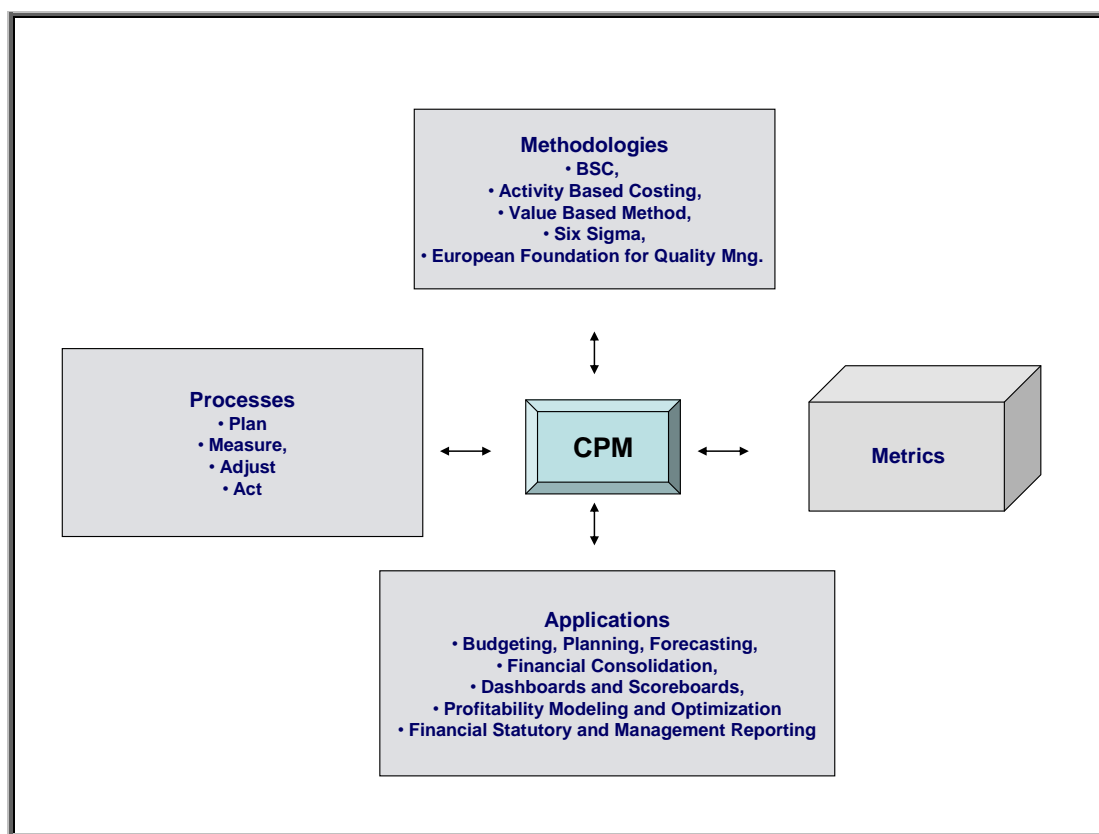 Methodologies
• BSC,
• Activity Based Costing,
• Value Based Method,
• Six Sigma,
• European Foundation for Quality Mng.
Processes
• Plan
• Measure,
• Adjust
• Act
CPM
Metrics
Applications
• Budgeting, Planning, Forecasting,
• Financial Consolidation,
• Dashboards and Scoreboards,
• Profitability Modeling and Optimization
• Financial Statutory and Management Reporting